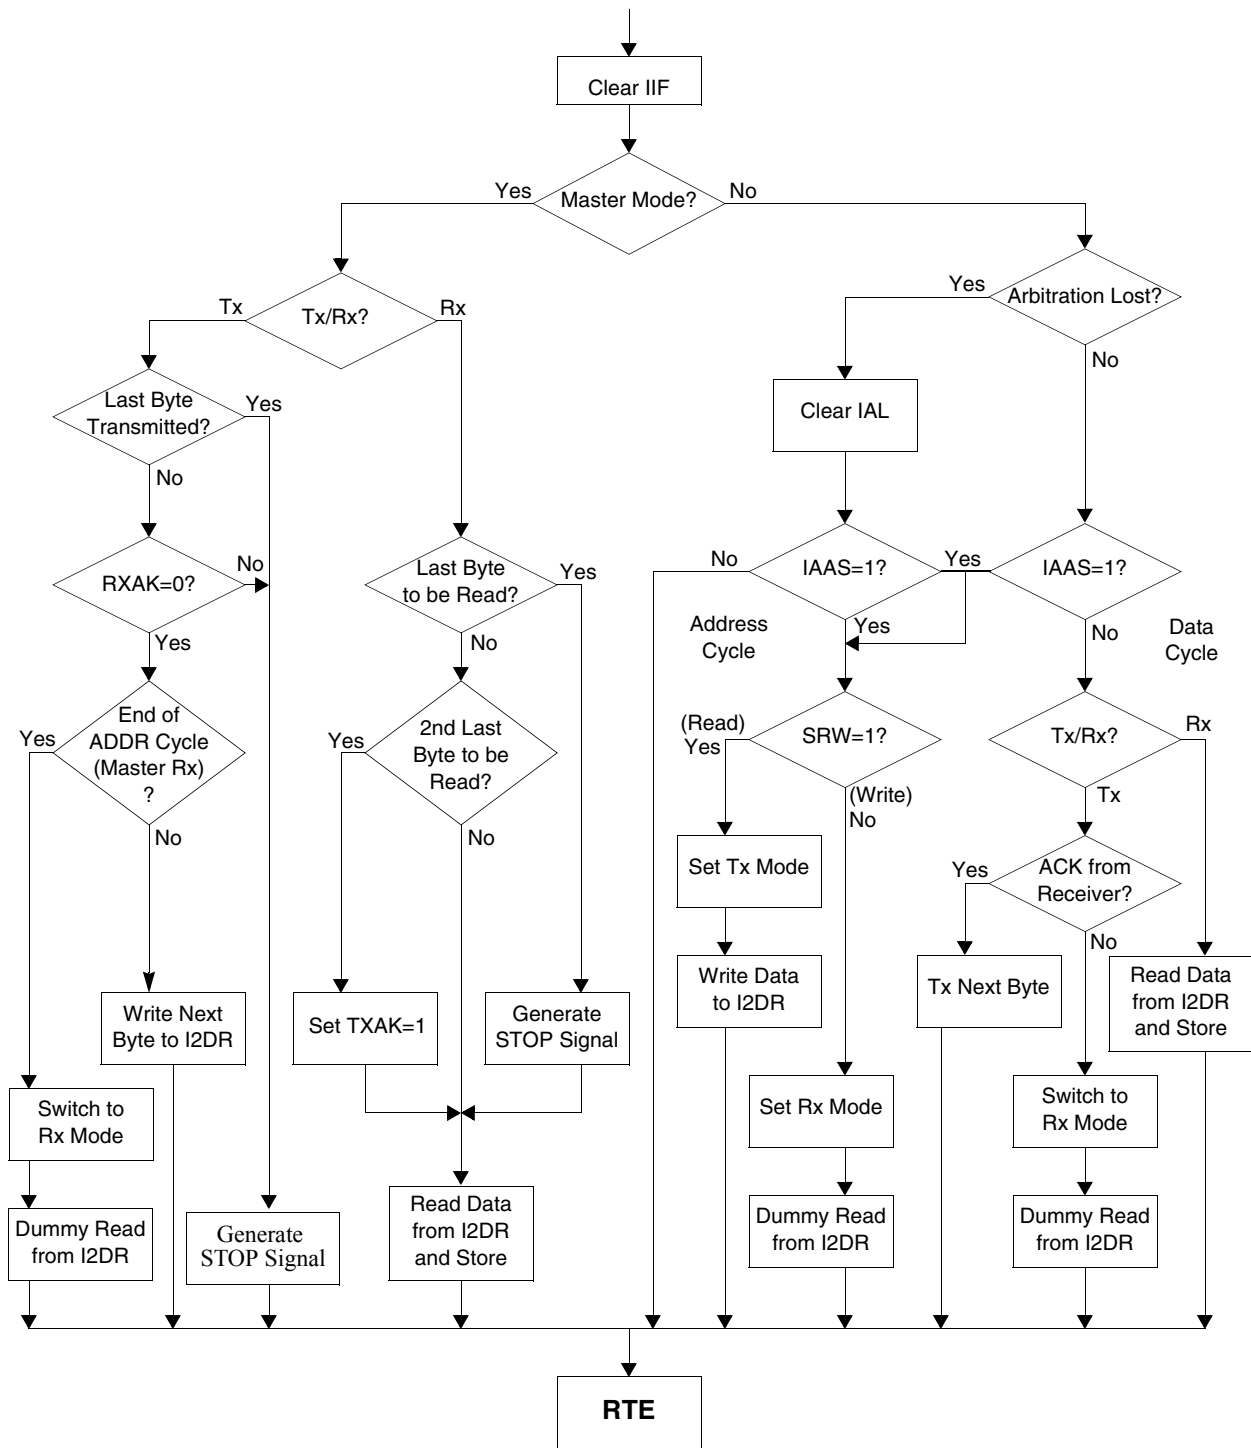 Clear IIF
Yes
Master Mode?
No
Tx
Tx/Rx?
Rx
Yes
Arbitration Lost?
No
Last Byte
Transmitted?
Yes
No
Clear IAL
RXAK=0?
No
Yes
Last Byte
to be Read?
Yes
No
No
IAAS=1?
Yes
IAAS=1?
Address
Cycle
Yes
No
Data
Cycle
End of
ADDR Cycle
(Master Rx)
?
Yes
No
2nd Last
Byte to be
Read?
Yes
No
(Read)
Yes
SRW=1?
(Write)
No
Tx/Rx?
Rx
Tx
Set Tx Mode
Yes
ACK from
Receiver?
No
Write Next
Byte to I2DR
Set TXAK=1
Generate
STOP Signal
Write Data
to I2DR
Tx Next Byte
Read Data
from I2DR
and Store
Switch to
Rx Mode
Set Rx Mode
Switch to
Rx Mode
Dummy Read
from I2DR
Generate
STOP Signal
Read Data
from I2DR
and Store
Dummy Read
from I2DR
Dummy Read
from I2DR
RTE